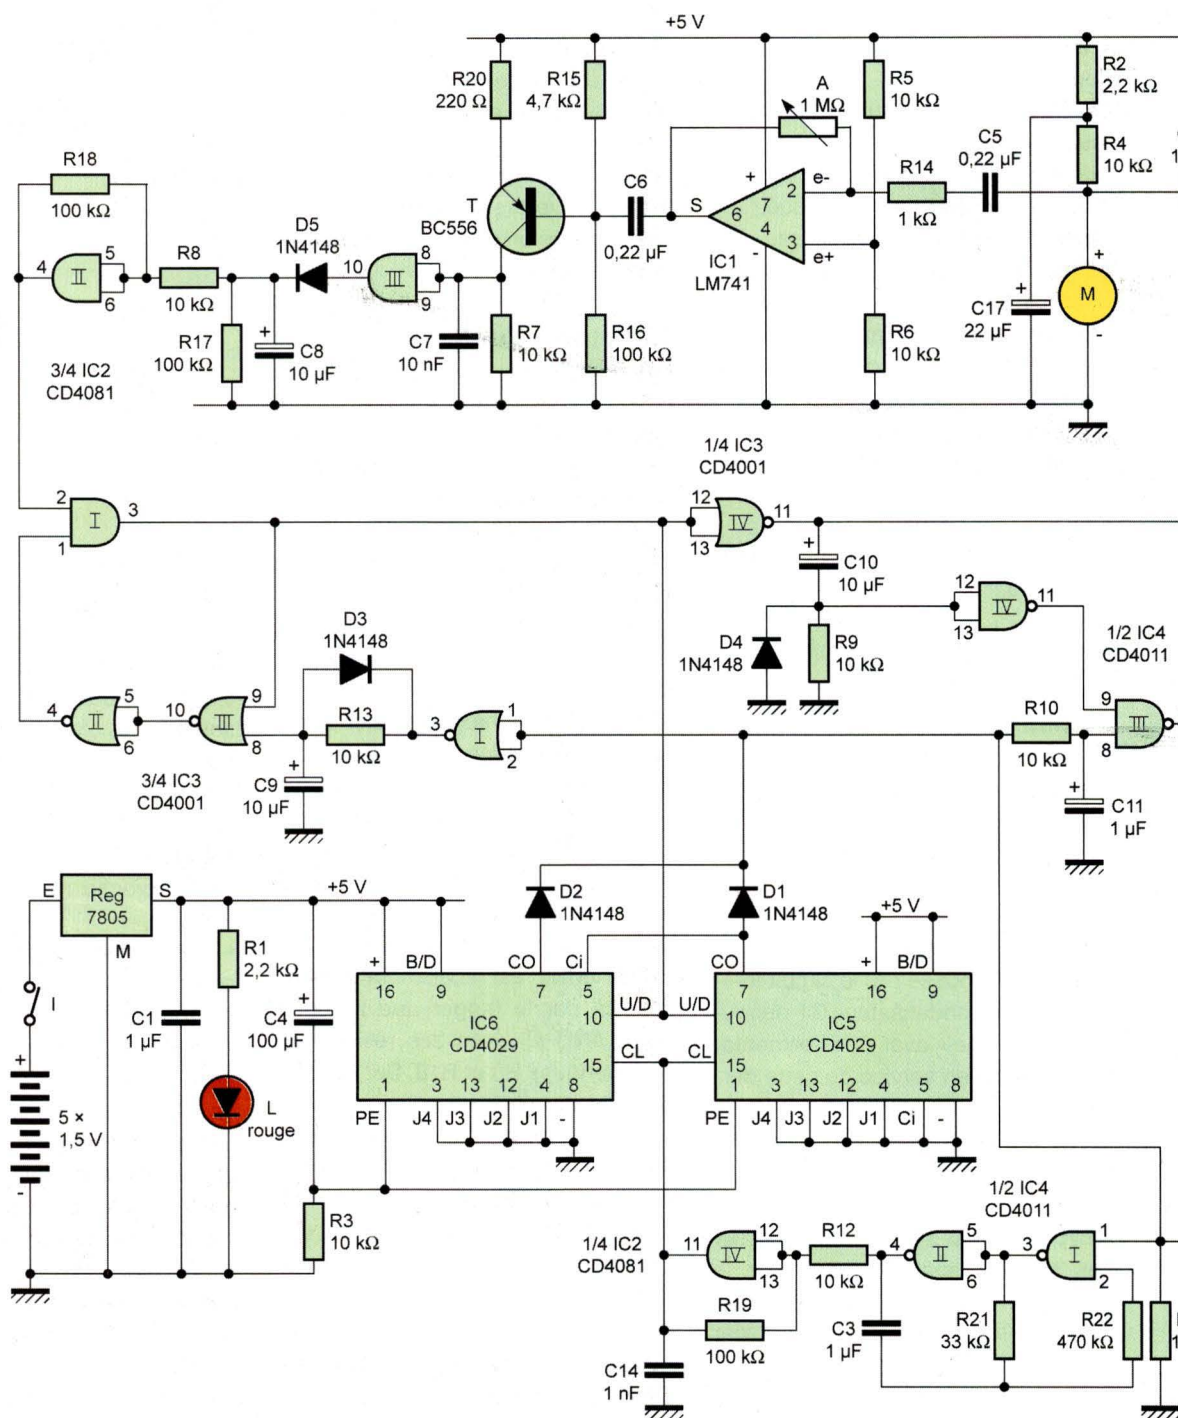 +5 V
R20
220 Ω
R15
4,7 kΩ
A
1 MΩ
R5
10 kΩ
R2
2,2 kΩ
R4
10 kΩ
C5
0,22 µF
R14
1 kΩ
R18
100 kΩ
T
BC556
C6
0,22 µF
S
6
7
4
+
-
2
3
e-
e+
IC1
LM741
D5
1N4148
4
II
5
6
R8
10 kΩ
10
III
8
9
M
+
-
+
C17
22 µF
R17
100 kΩ
+
C8
10 µF
C7
10 nF
R7
10 kΩ
R16
100 kΩ
R6
10 kΩ
3/4 IC2
CD4081
1/4 IC3
CD4001
2
1
I
3
12
13
IV
11
+
C10
10 µF
12
13
IV
11
D4
1N4148
R9
10 kΩ
1/2 IC4
CD4011
D3
1N4148
4
II
5
6
10
III
9
8
R13
10 kΩ
3
I
1
2
R10
10 kΩ
9
8
III
3/4 IC3
CD4001
+
C9
10 µF
+
C11
1 µF
E
Reg
7805
S
M
+5 V
D2
1N4148
D1
1N4148
+5 V
R1
2,2 kΩ
I
C1
1 µF
+
C4
100 µF
L
rouge
+
5 ×
1,5 V
-
+
B/D
CO
Ci
16
9
7
5
IC6
CD4029
10
15
U/D
U/D
CL
CL
1
3
13
12
4
8
PE
J4
J3
J2
J1
-
CO
+
B/D
7
16
9
10
15
IC5
CD4029
1
3
13
12
4
5
8
PE
J4
J3
J2
J1
Ci
-
R3
10 kΩ
1/4 IC2
CD4081
11
IV
12
13
R12
10 kΩ
4
II
5
6
3
I
1
2
1/2 IC4
CD4011
R19
100 kΩ
C14
1 nF
C3
1 µF
R21
33 kΩ
R22
470 kΩ